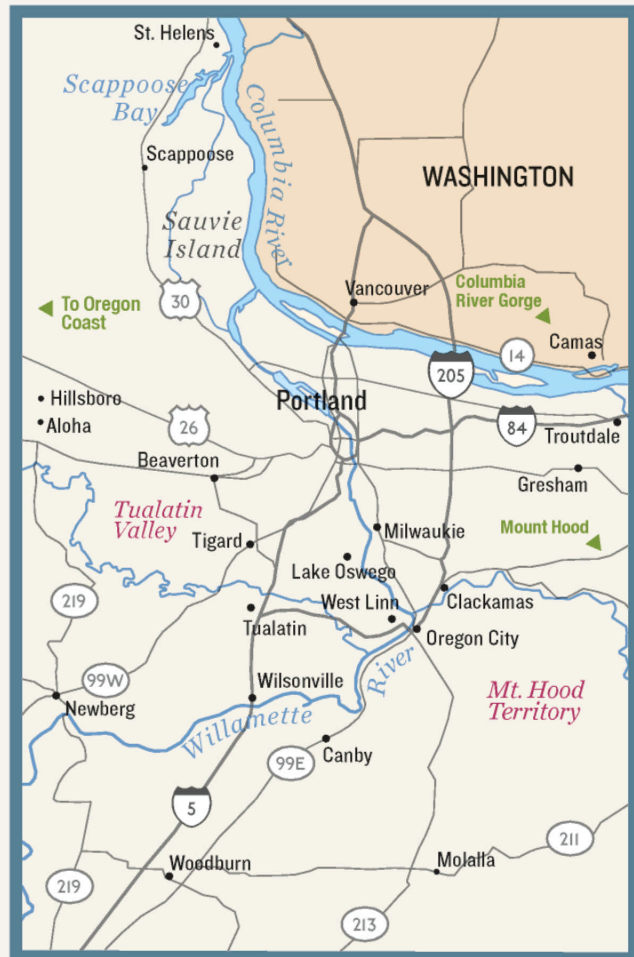 St. Helens
Scappoose
Bay
Columbia River
Scappoose
WASHINGTON
Sauvie
Island
Vancouver
Columbia
River Gorge
To Oregon
Coast
30
14
Camas
205
Hillsboro
Portland
Aloha
26
84
Troutdale
Beaverton
Gresham
Tualatin
Valley
Milwaukie
Mount Hood
Tigard
Lake Oswego
219
West Linn
Clackamas
Tualatin
Oregon City
99W
Wilsonville
River
Newberg
Willamette
Mt. Hood
Territory
99E
Canby
5
211
Woodburn
Molalla
219
213